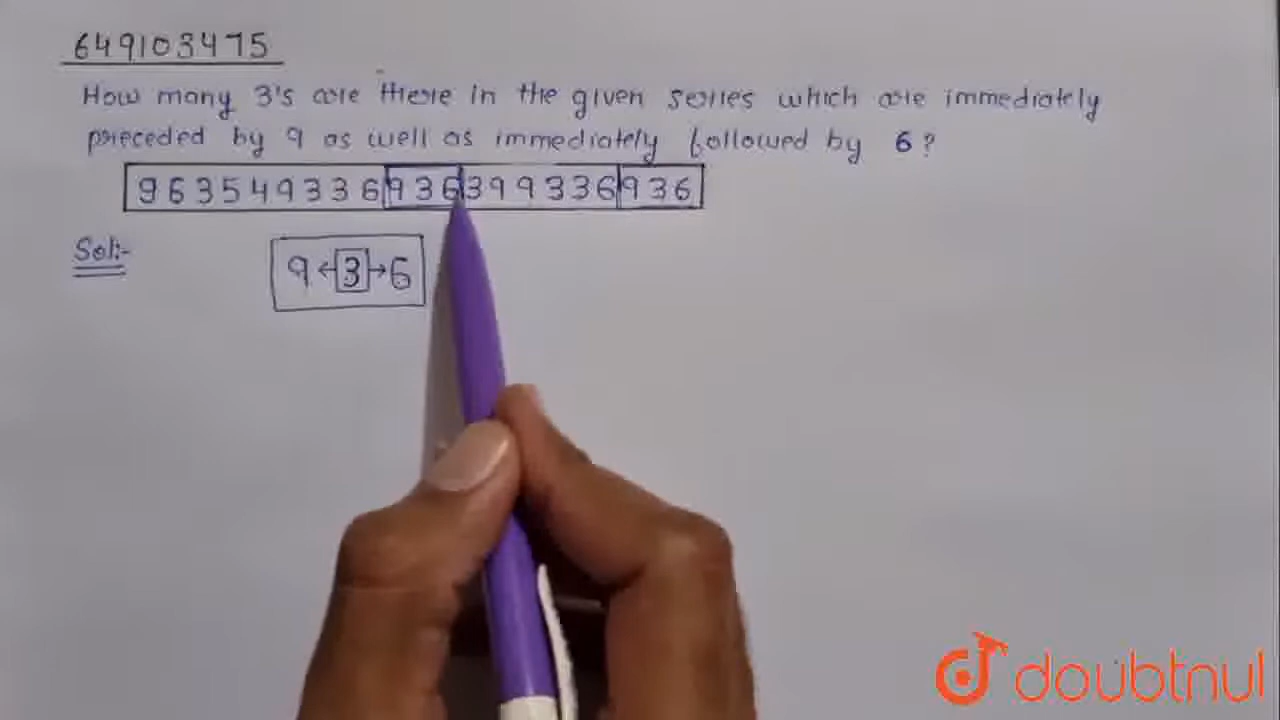 649103475
How many 3's are there in the given series which are immediately
preceded by 9 as well as immediately followed by 6?
9 6 3 5 4 9 3 3 6 9 3 6 3 9 9 3 3 6 9 3 6
Sol:-
9 ← 3 → 6
doubtnut